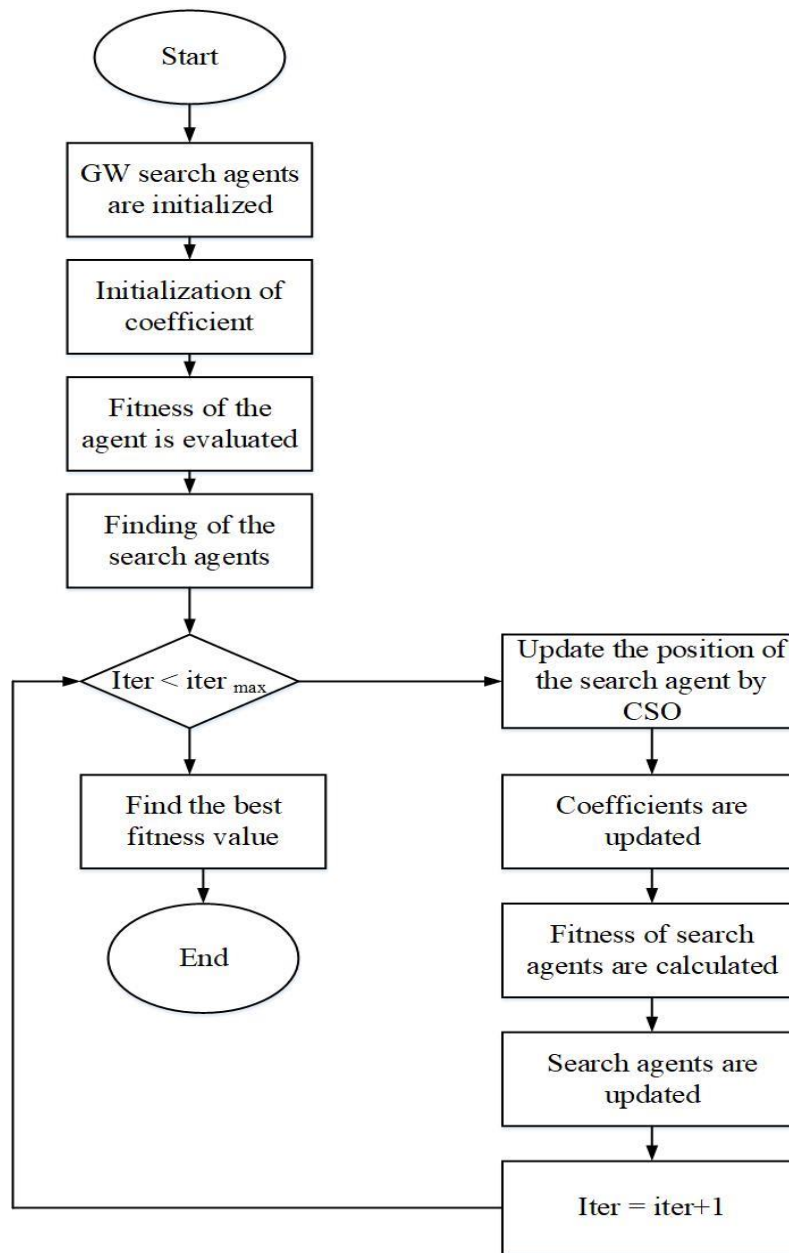 Start
GW search agents
are initialized
Initialization of
coefficient
Fitness of the
agent is evaluated
Finding of the
search agents
Iter < iter max
Update the position of
the search agent by
CSO
Find the best
fitness value
Coefficients are
updated
End
Fitness of search
agents are calculated
Search agents are
updated
Iter = iter+1